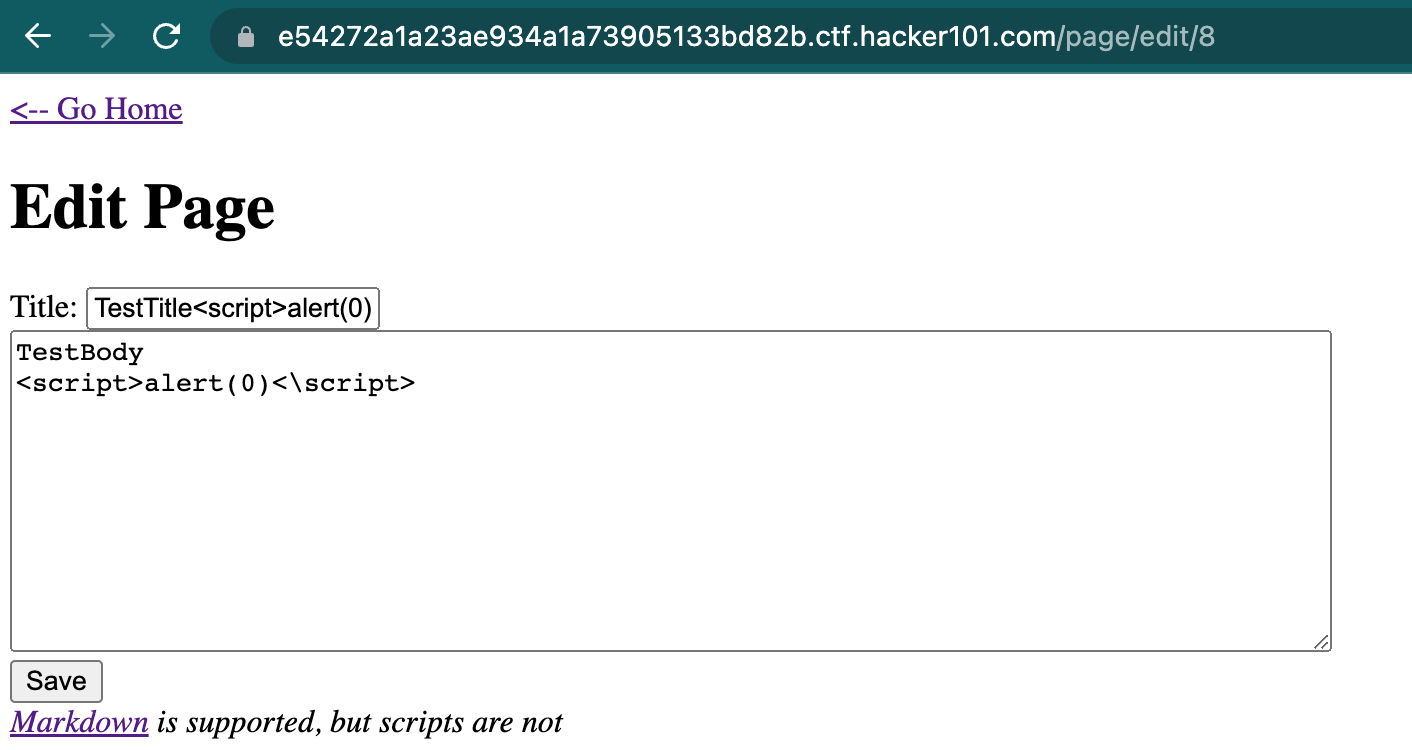 e54272a1a23ae934a1a73905133bd82b.ctf.hacker101.com/page/edit/8
<-- Go Home
Edit Page
Title: TestTitle<script>alert(0)
TestBody
<script>alert(0)<\script>
Save
Markdown is supported, but scripts are not